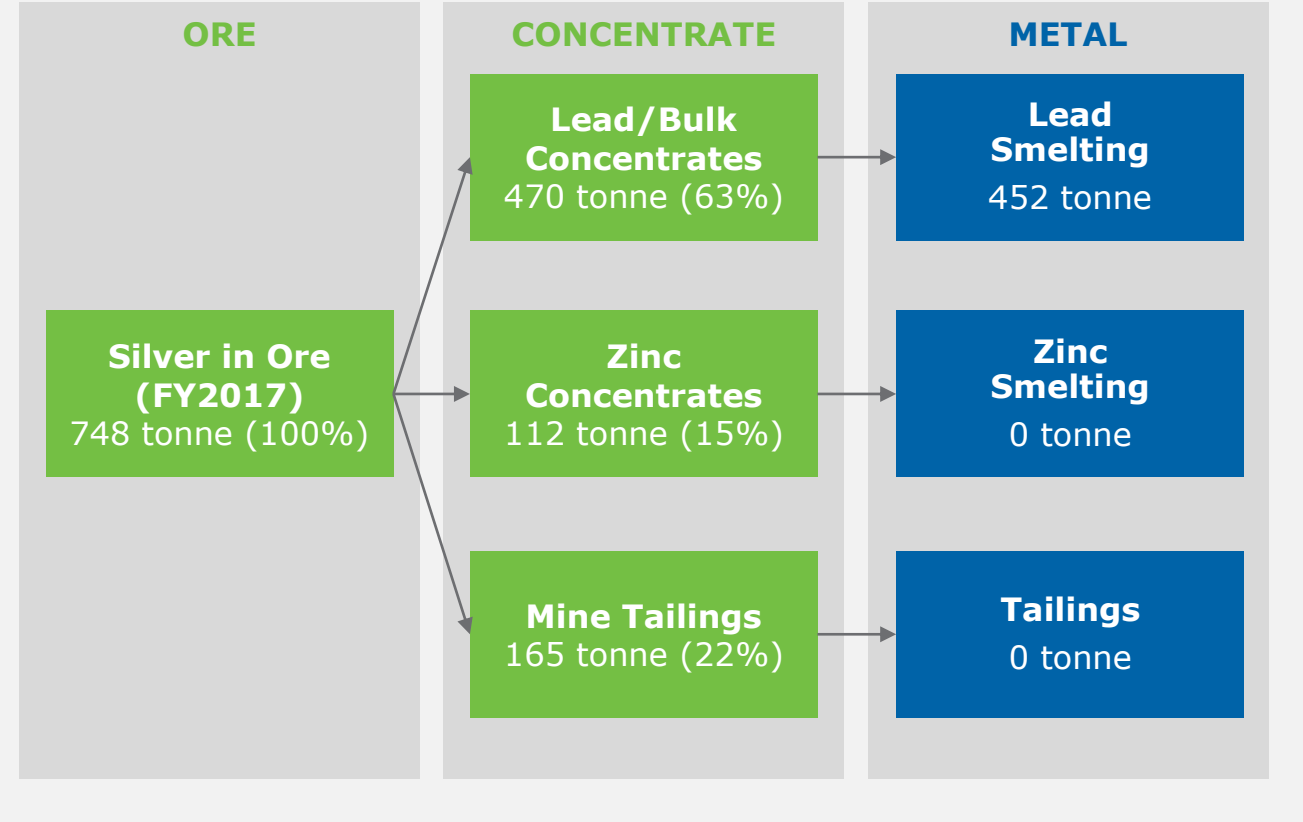 ORE
CONCENTRATE
METAL
Silver in Ore
(FY2017)
748 tonne (100%)
Lead/Bulk
Concentrates
470 tonne (63%)
Zinc
Concentrates
112 tonne (15%)
Mine Tailings
165 tonne (22%)
Lead
Smelting
452 tonne
Zinc
Smelting
0 tonne
Tailings
0 tonne